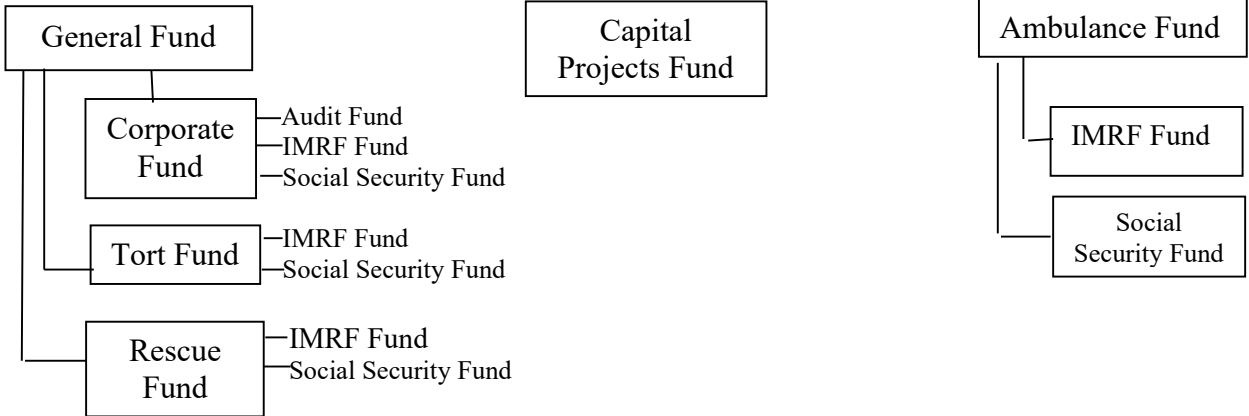 General Fund
Corporate
Fund
Audit Fund
IMRF Fund
Social Security Fund
Tort Fund
IMRF Fund
Social Security Fund
Rescue
Fund
IMRF Fund
Social Security Fund
Capital
Projects Fund
Ambulance Fund
IMRF Fund
Social
Security Fund